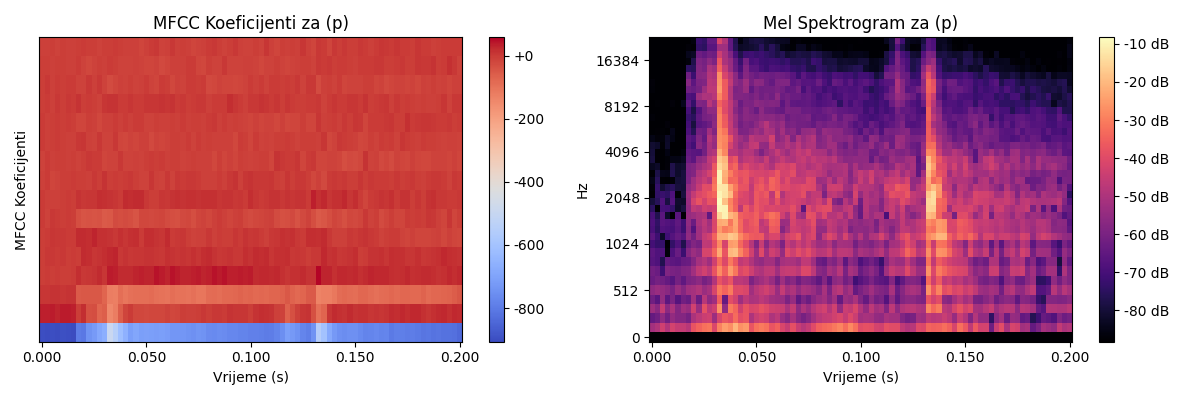 MFCC Koeficijenti za (p)
MFCC Koeficijenti
+0
-200
-400
-600
-800
0.000
0.050
0.100
0.150
0.200
Vrijeme (s)
Mel Spektrogram za (p)
Hz
16384
8192
4096
2048
1024
512
0
0.000
0.050
0.100
0.150
0.200
Vrijeme (s)
-10 dB
-20 dB
-30 dB
-40 dB
-50 dB
-60 dB
-70 dB
-80 dB